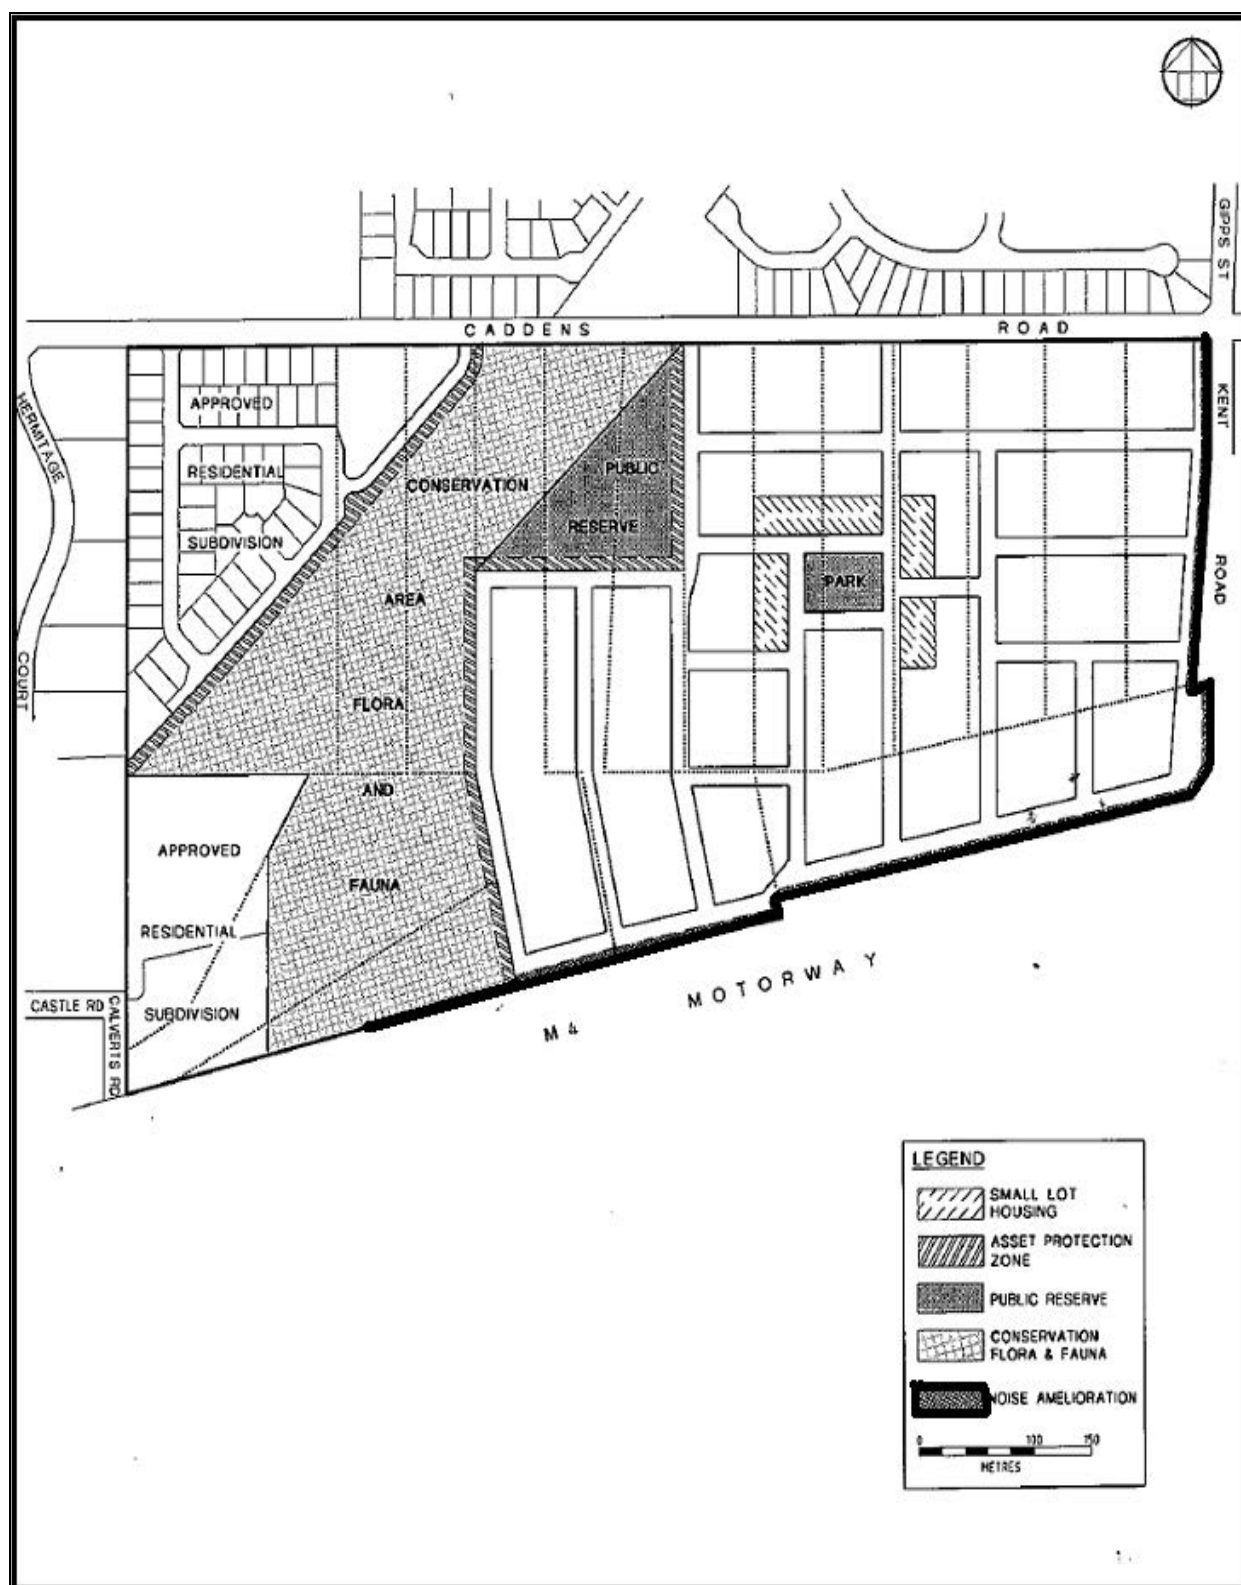 GIPPS ST
CADDENS ROAD
KENT ROAD
HERMITAGE COURT
APPROVED
RESIDENTIAL
SUBDIVISION
CONSERVATION
AREA
FLORA
AND
FAUNA
PUBLIC
RESERVE
PARK
APPROVED
RESIDENTIAL
SUBDIVISION
CASTLE RD
CALVERTS RD
M4 MOTORWAY
LEGEND
SMALL LOT
HOUSING
ASSET PROTECTION
ZONE
PUBLIC RESERVE
CONSERVATION
FLORA & FAUNA
NOISE AMELIORATION
0 100 150
METRES